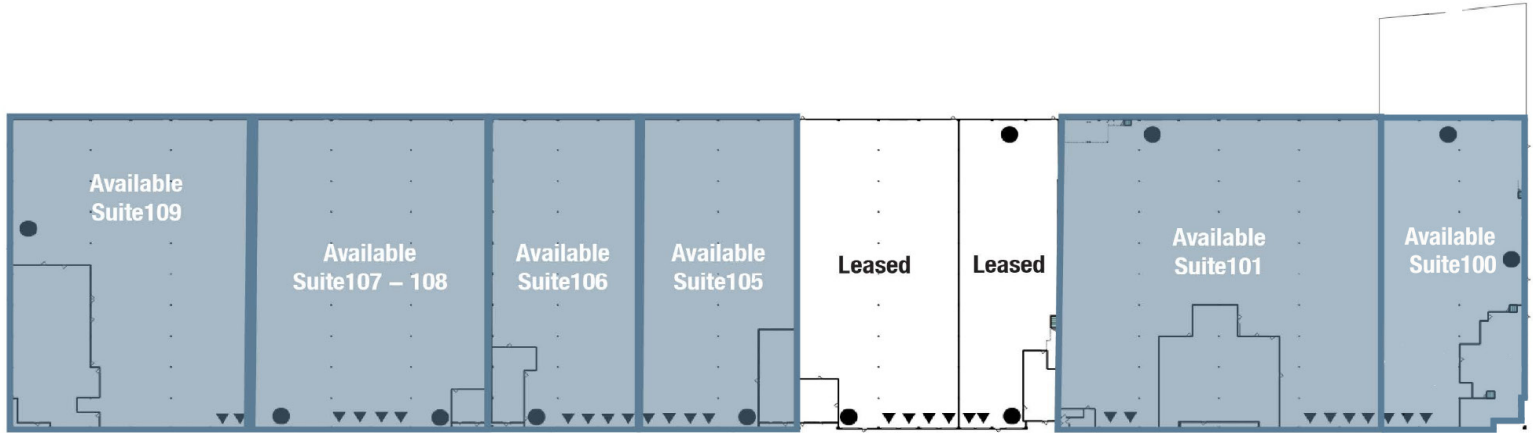 Available
Suite109
Available
Suite107 – 108
Available
Suite106
Available
Suite105
Leased
Leased
Available
Suite101
Available
Suite100